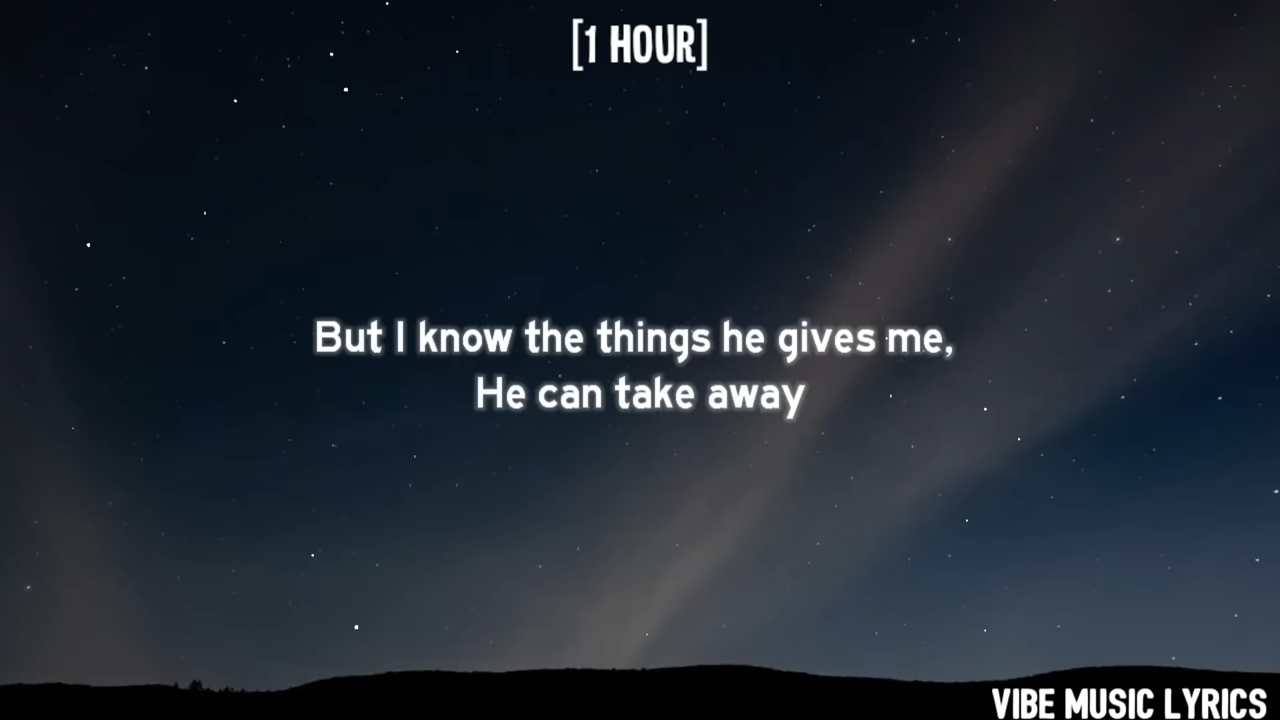 [1 HOUR]
But I know the things he gives me,
He can take away
VIBE MUSIC LYRICS